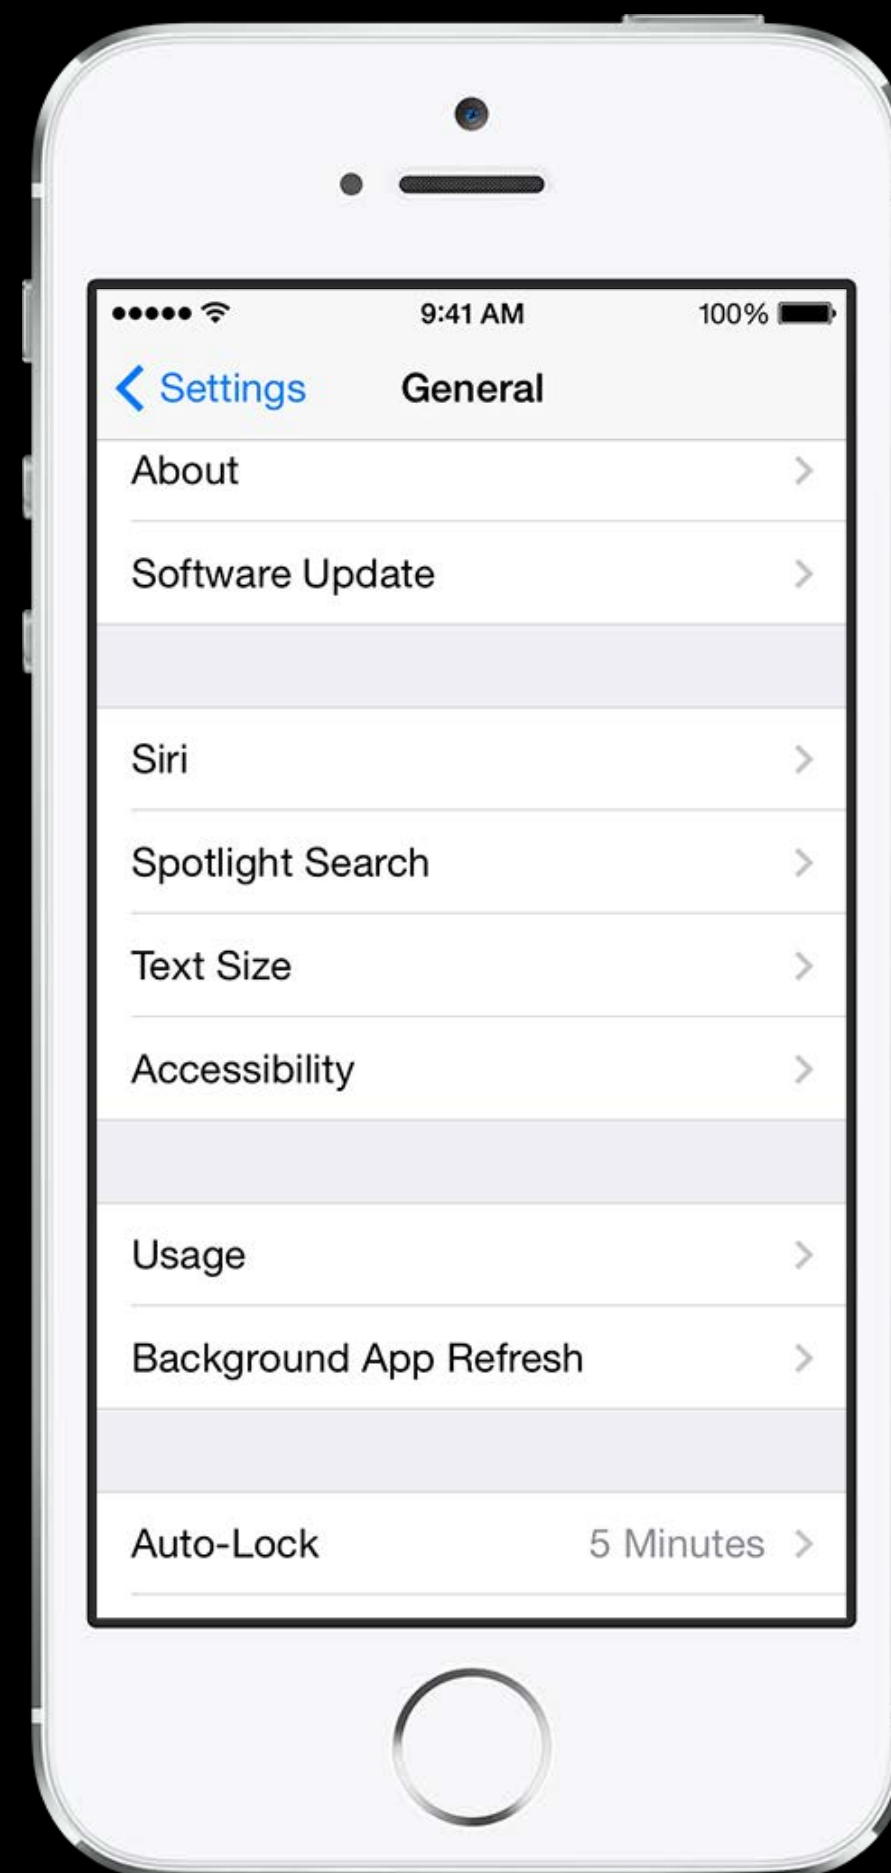 9:41 AM 100%
Settings General
About
Software Update
Siri
Spotlight Search
Text Size
Accessibility
Usage
Background App Refresh
Auto-Lock 5 Minutes